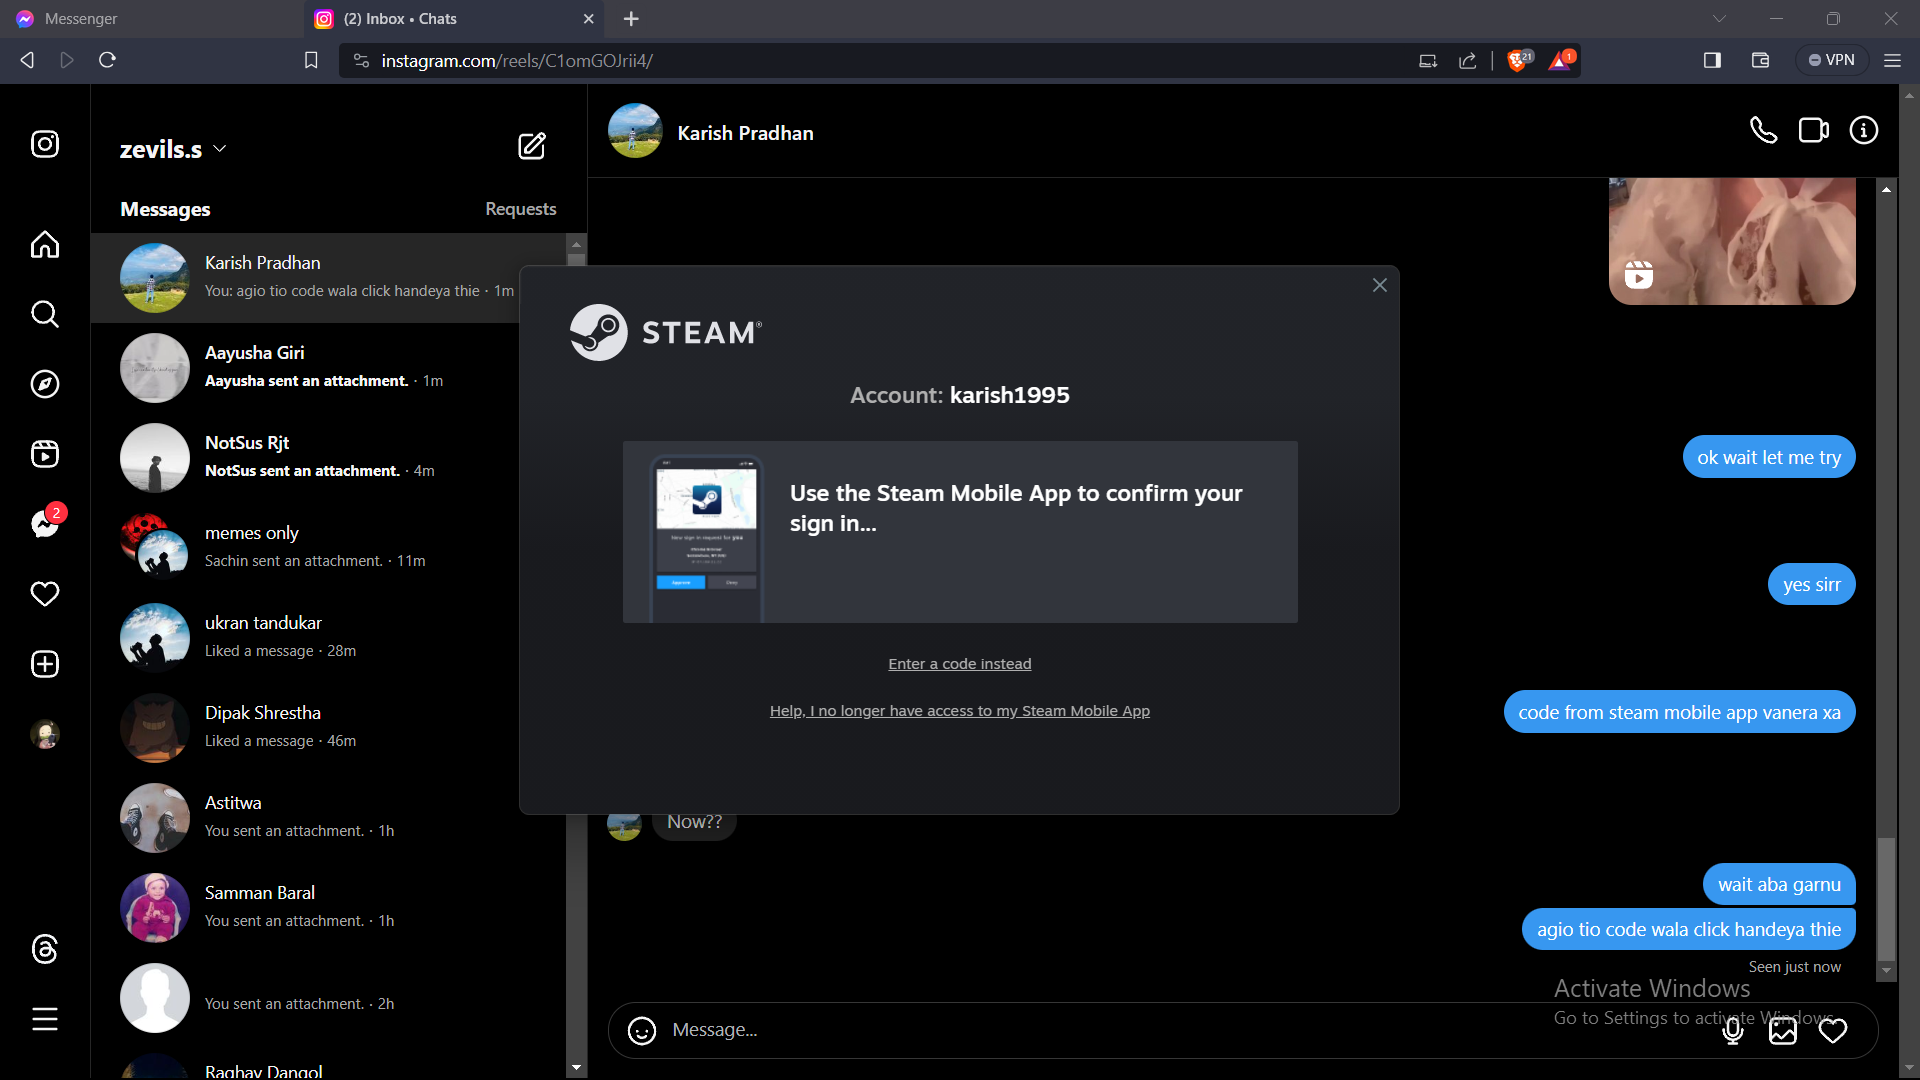 Messenger
(2) Inbox • Chats
instagram.com/reels/C1omGOJrii4/
21
1
VPN
zevils.s
Messages
Requests
Karish Pradhan
You: agio tio code wala click handeya thie · 1m
Aayusha Giri
Aayusha sent an attachment. · 1m
NotSus Rjt
NotSus sent an attachment. · 4m
2
memes only
Sachin sent an attachment. · 11m
ukran tandukar
Liked a message · 28m
Dipak Shrestha
Liked a message · 46m
Astitwa
You sent an attachment. · 1h
Samman Baral
You sent an attachment. · 1h
You sent an attachment. · 2h
Raghav Dangol
Karish Pradhan
STEAM®
Account: karish1995
Use the Steam Mobile App to confirm your
sign in...
Enter a code instead
Help, I no longer have access to my Steam Mobile App
ok wait let me try
yes sirr
code from steam mobile app vanera xa
Now??
wait aba garnu
agio tio code wala click handeya thie
Seen just now
Activate Windows
Go to Settings to activate Windows.
Message...